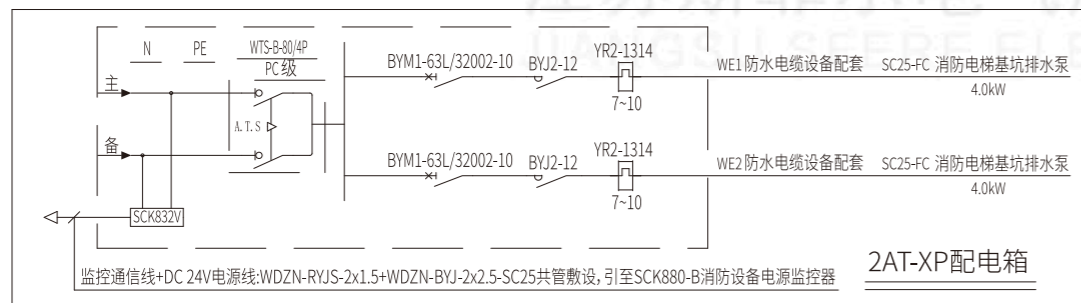 N PE WTS-B-80/4P
PC级
主
A.T.S
备
SCK832V
BYM1-63L/32002-10 BYJ2-12 YR2-1314 WE1防水电缆设备配套 SC25-FC 消防电梯基坑排水泵
7~10 4.0kW
BYM1-63L/32002-10 BYJ2-12 YR2-1314 WE2防水电缆设备配套 SC25-FC 消防电梯基坑排水泵
7~10 4.0kW
监控通信线+DC 24V电源线:WDZN-RYJS-2x1.5+WDZN-BYJ-2x2.5-SC25共管敷设,引至SCK880-B消防设备电源监控器
2AT-XP配电箱